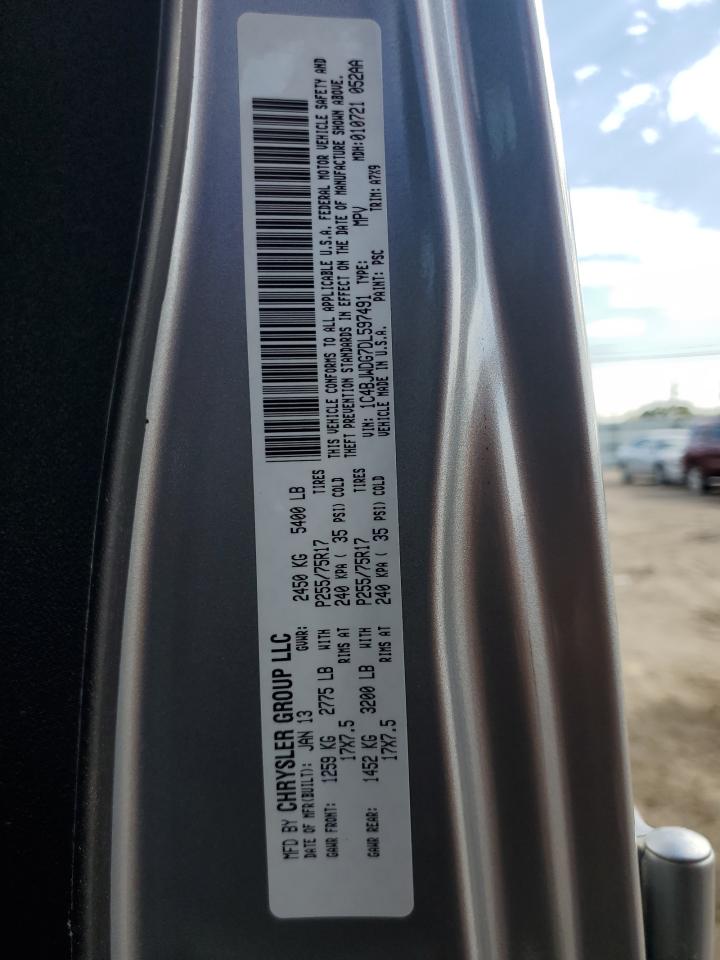 MFD BY CHRYSLER GROUP LLC
DATE OF MFR(BUILT): JAN 13 GVWR: 2450 KG 5400 LB
GAWR FRONT: 1259 KG 2775 LB WITH P255/75R17 TIRES
17X7.5 RIMS AT 240 KPA ( 35 PSI) COLD
GAWR REAR: 1452 KG 3200 LB WITH P255/75R17 TIRES
17X7.5 RIMS AT 240 KPA ( 35 PSI) COLD
THIS VEHICLE CONFORMS TO ALL APPLICABLE U.S.A. FEDERAL MOTOR VEHICLE SAFETY AND
THEFT PREVENTION STANDARDS IN EFFECT ON THE DATE OF MANUFACTURE SHOWN ABOVE.
VIN: 1C4BJWDG7DL597491 TYPE: MPV MDH:010721 052AA
VEHICLE MADE IN U.S.A. PAINT: PSC TRIM: A7X9